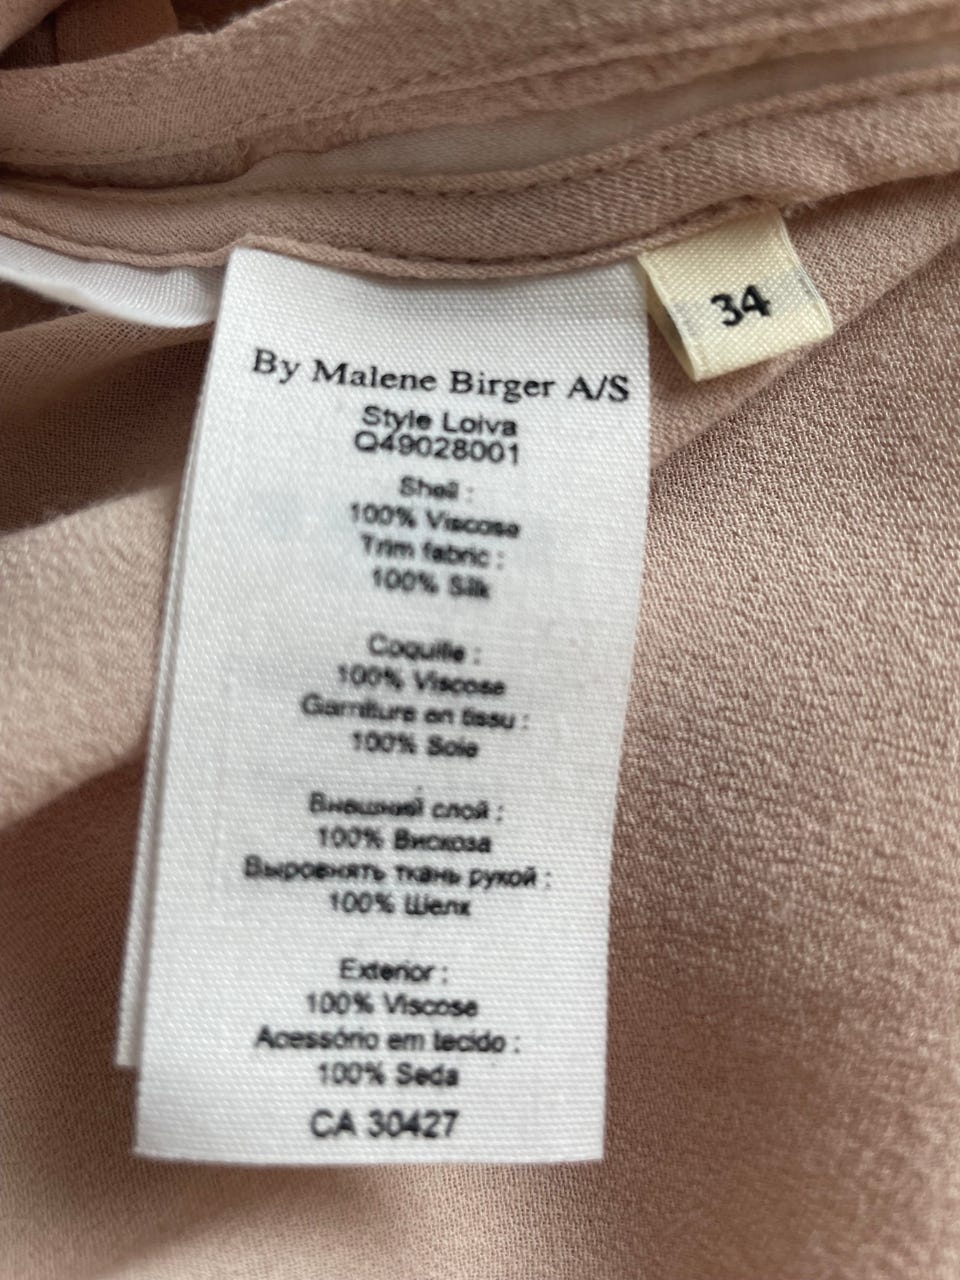 By Malene Birger A/S
Style Loiva
Q49028001
Shell :
100% Viscose
Trim fabric :
100% Silk
Coquille :
100% Viscose
Garniture en tissu :
100% Soie
Внешний слой :
100% Вискоза
Выровнять ткань рукой :
100% Шелк
Exterior :
100% Viscose
Acessório em tecido :
100% Seda
CA 30427
34